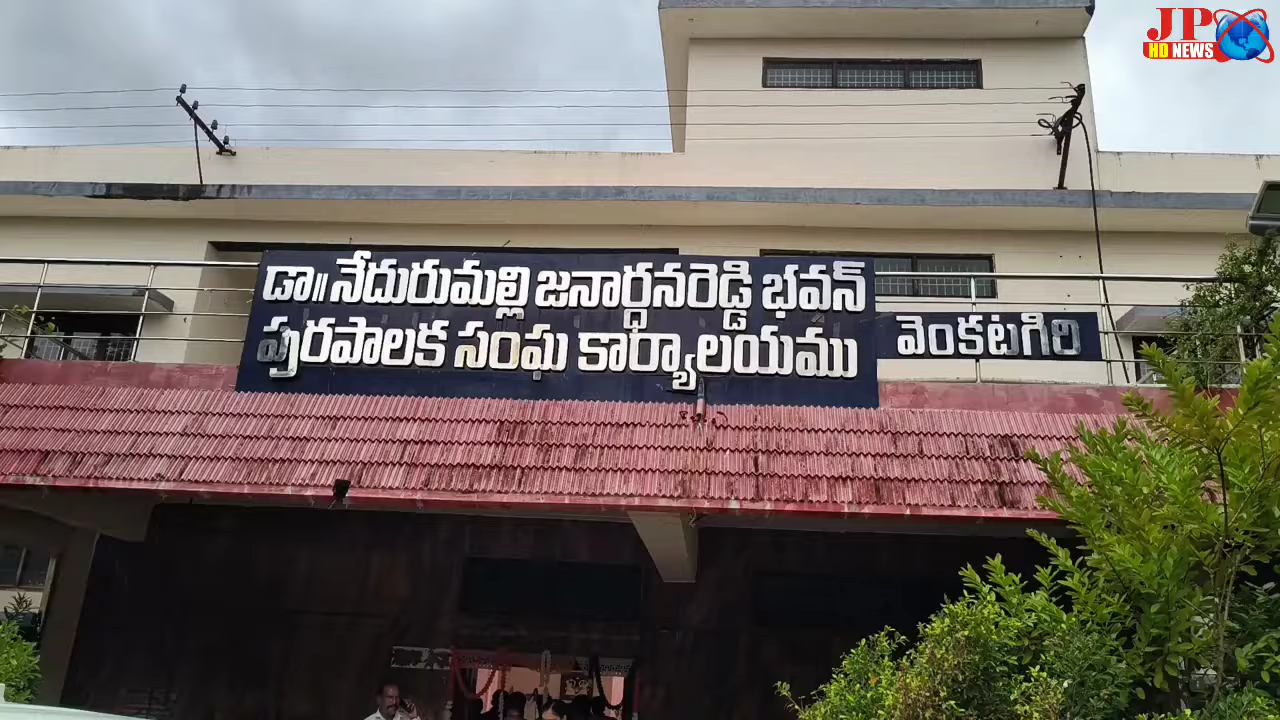 JP
HD NEWS
డా॥ నేదురుమల్లి జనార్ధనరెడ్డి భవన్
పురపాలక సంఘ కార్యాలయము
వెంకటగిరి